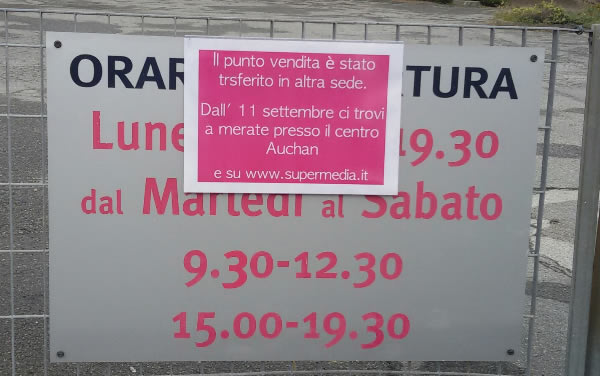 ORAR TURA
Il punto vendita è stato
trsferito in altra sede.
Dall' 11 settembre ci trovi
a merate presso il centro
Auchan
e su www.supermedia.it
Lune 19.30
dal Martedì al Sabato
9.30-12.30
15.00-19.30